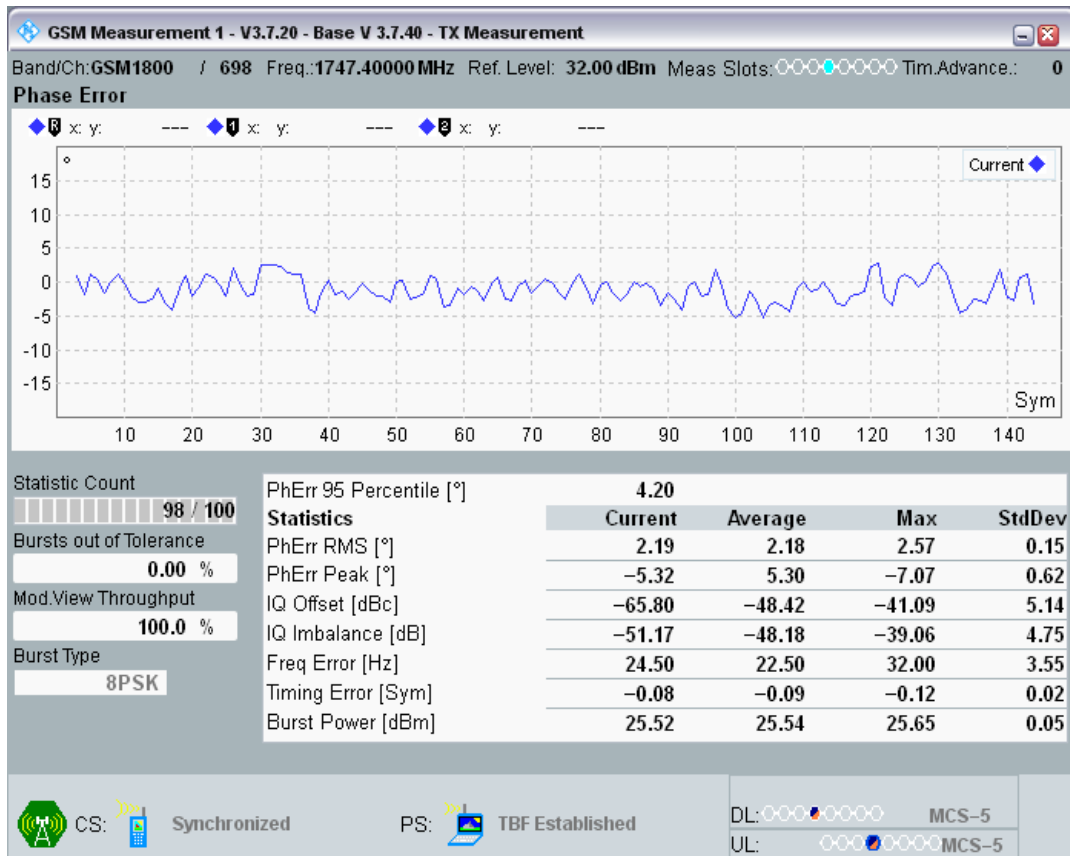 GSM Measurement 1 - V3.7.20 - Base V 3.7.40 - TX Measurement
Band/Ch:GSM1800 / 698 Freq.:1747.40000 MHz Ref. Level: 32.00 dBm Meas Slots: Tim.Advance.: 0
Phase Error
R x: y: --- 1 x: y: --- 2 x: y: ---
°
Current
15
10
5
0
-5
-10
-15
Sym
10 20 30 40 50 60 70 80 90 100 110 120 130 140
Statistic Count
98 / 100
Bursts out of Tolerance
0.00 %
Mod.View Throughput
100.0 %
Burst Type
8PSK
PhErr 95 Percentile [°] 4.20
Statistics Current Average Max StdDev
PhErr RMS [°] 2.19 2.18 2.57 0.15
PhErr Peak [°] −5.32 5.30 −7.07 0.62
IQ Offset [dBc] −65.80 −48.42 −41.09 5.14
IQ Imbalance [dB] −51.17 −48.18 −39.06 4.75
Freq Error [Hz] 24.50 22.50 32.00 3.55
Timing Error [Sym] −0.08 −0.09 −0.12 0.02
Burst Power [dBm] 25.52 25.54 25.65 0.05
CS: Synchronized PS: TBF Established
DL: MCS−5
UL: MCS−5